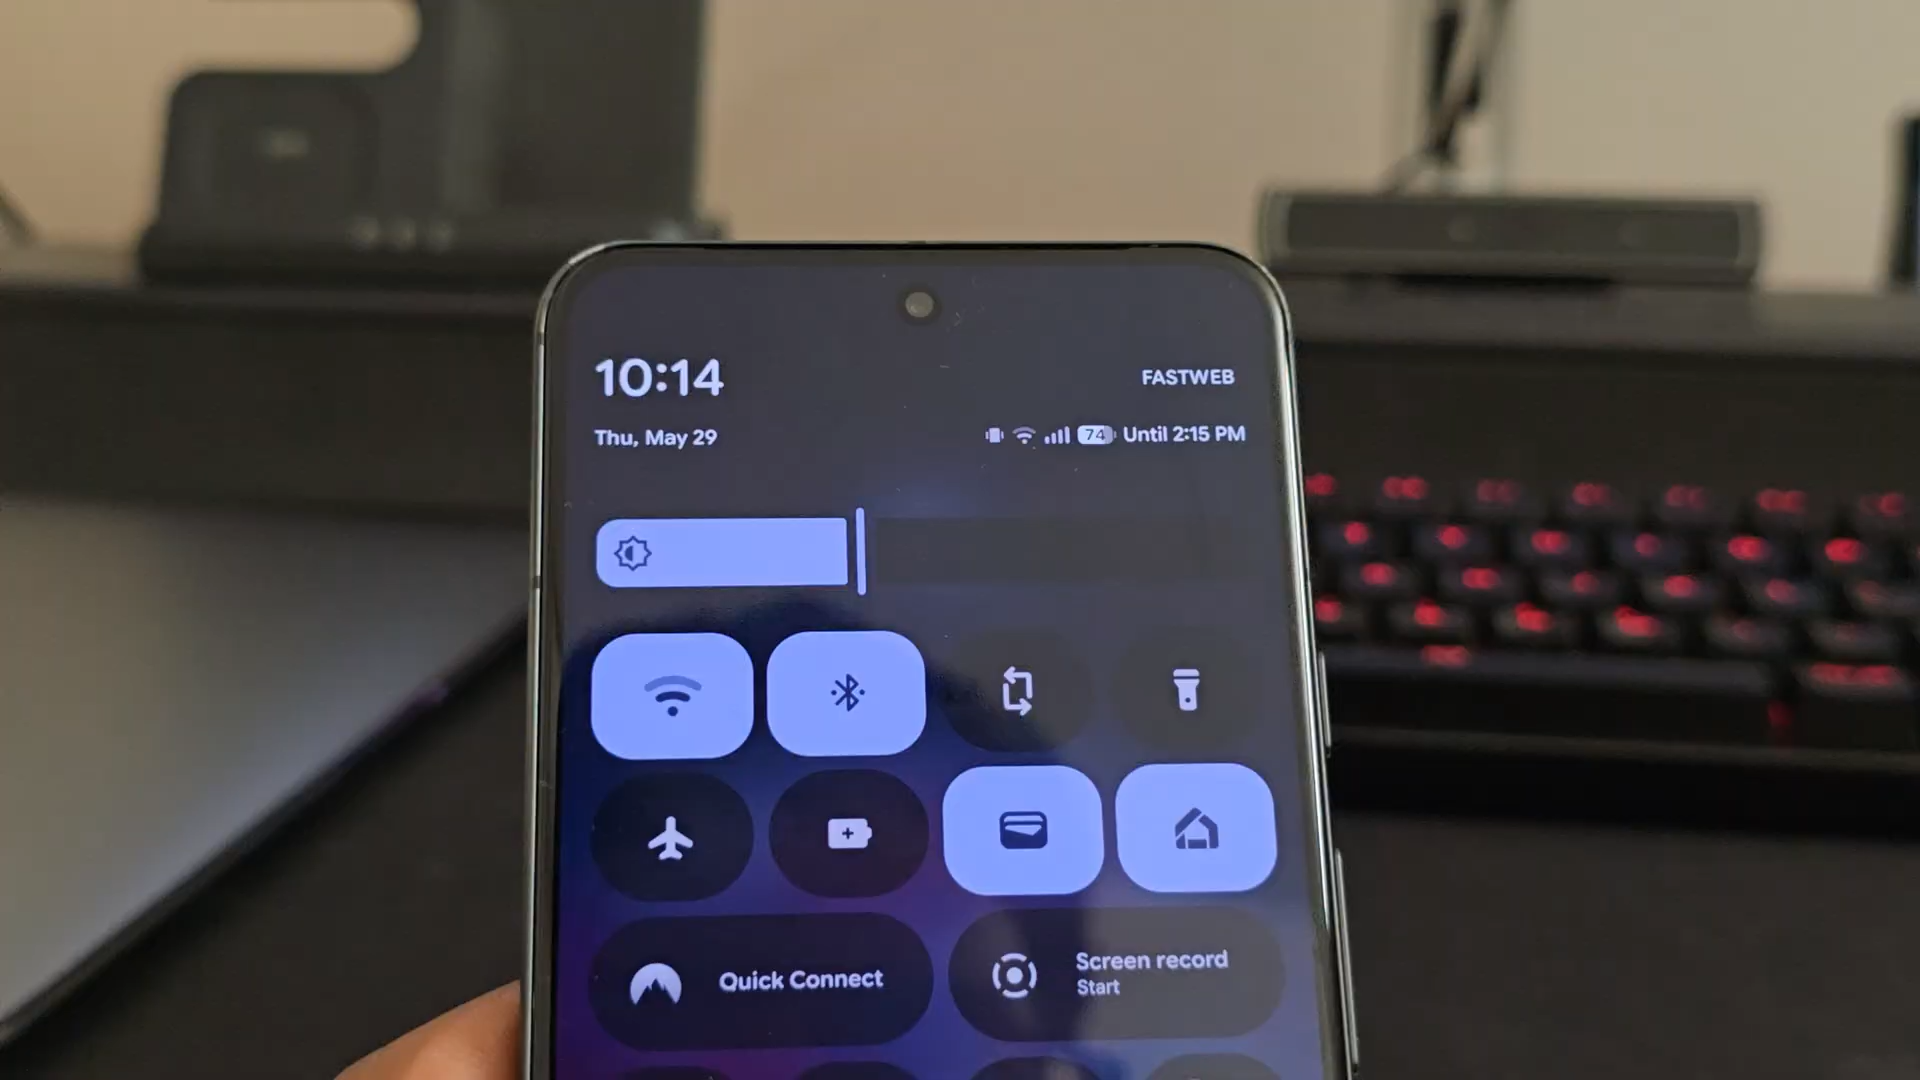 10:14
FASTWEB
Thu, May 29
74 Until 2:15 PM
Quick Connect
Screen record
Start